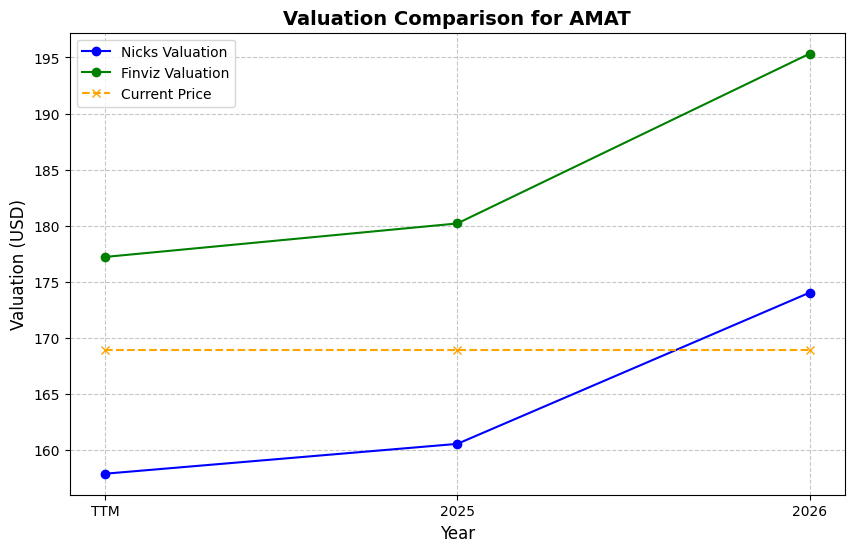 Valuation Comparison for AMAT
Nicks Valuation
Finviz Valuation
Current Price
195
190
185
180
175
170
165
160
Valuation (USD)
TTM
2025
2026
Year